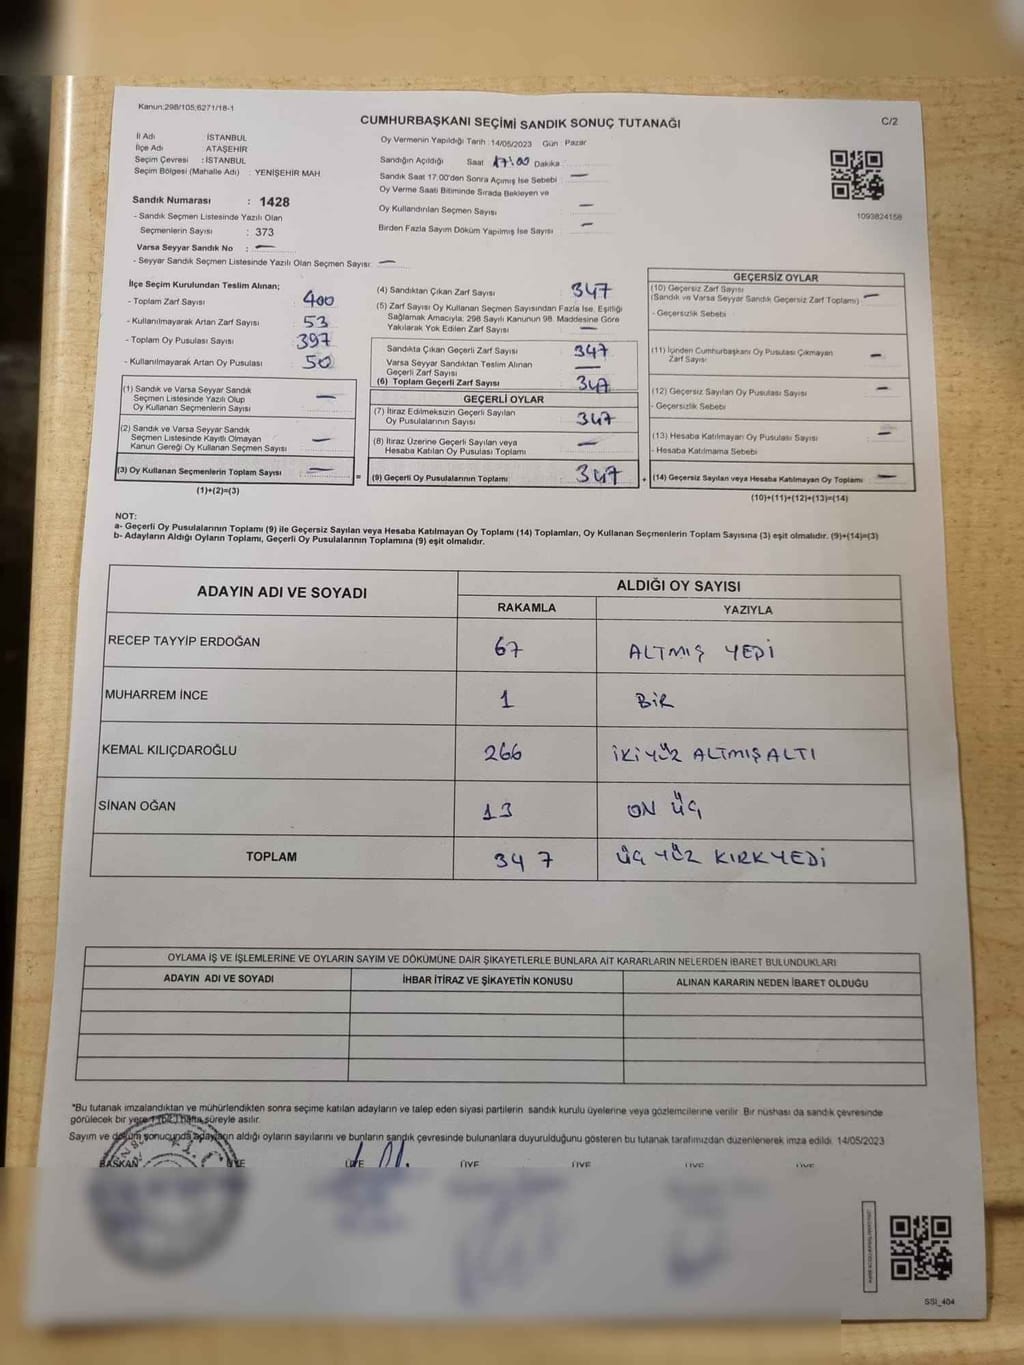 Kanun:298/105;6271/18-1
CUMHURBAŞKANI SEÇİMİ SANDIK SONUÇ TUTANAĞI
C/2
İl Adı İSTANBUL
İlçe Adı ATAŞEHİR
Seçim Çevresi : İSTANBUL
Seçim Bölgesi (Mahalle Adı) : YENİŞEHİR MAH
Sandık Numarası : 1428
- Sandık Seçmen Listesinde Yazılı Olan
Seçmenlerin Sayısı : 373
Varsa Seyyar Sandık No : —
- Seyyar Sandık Seçmen Listesinde Yazılı Olan Seçmen Sayısı: —
Oy Vermenin Yapıldığı Tarih : 14/05/2023 Gün : Pazar
Sandığın Açıldığı Saat 17:00 Dakika
Sandık Saat 17.00'den Sonra Açımış İse Sebebi —
Oy Verme Saati Bitiminde Sırada Bekleyen ve
Oy Kullandırılan Seçmen Sayısı —
Birden Fazla Sayım Döküm Yapılmış İse Sayısı —
1093824158
İlçe Seçim Kurulundan Teslim Alınan;
- Toplam Zarf Sayısı 400
- Kullanılmayarak Artan Zarf Sayısı 53
- Toplam Oy Pusulası Sayısı 397
- Kullanılmayarak Artan Oy Pusulası 50
(1) Sandık ve Varsa Seyyar Sandık
Seçmen Listesinde Yazılı Olup
Oy Kullanan Seçmenlerin Sayısı —
(2) Sandık ve Varsa Seyyar Sandık
Seçmen Listesinde Kayıtlı Olmayan
Kanun Gereği Oy Kullanan Seçmen Sayısı —
(3) Oy Kullanan Seçmenlerin Toplam Sayısı — =
(1)+(2)=(3)
(4) Sandıktan Çıkan Zarf Sayısı 347
(5) Zarf Sayısı Oy Kullanan Seçmen Sayısından Fazla İse, Eşitliği
Sağlamak Amacıyla, 298 Sayılı Kanunun 98. Maddesine Göre
Yakılarak Yok Edilen Zarf Sayısı —
Sandıkta Çıkan Geçerli Zarf Sayısı 347
Varsa Seyyar Sandıktan Teslim Alınan
Geçerli Zarf Sayısı —
(6) Toplam Geçerli Zarf Sayısı 347
GEÇERLİ OYLAR
(7) İtiraz Edilmeksizin Geçerli Sayılan
Oy Pusulalarının Sayısı 347
(8) İtiraz Üzerine Geçerli Sayılan veya
Hesaba Katılan Oy Pusulası Toplamı —
(9) Geçerli Oy Pusulalarının Toplamı 347 +
GEÇERSİZ OYLAR
(10) Geçersiz Zarf Sayısı
(Sandık ve Varsa Seyyar Sandık Geçersiz Zarf Toplamı) —
- Geçersizlik Sebebi
(11) İçinden Cumhurbaşkanı Oy Pusulası Çıkmayan
Zarf Sayısı —
(12) Geçersiz Sayılan Oy Pusulası Sayısı —
- Geçersizlik Sebebi
(13) Hesaba Katılmayan Oy Pusulası Sayısı —
- Hesaba Katılmama Sebebi
(14) Geçersiz Sayılan veya Hesaba Katılmayan Oy Toplamı —
(10)+(11)+(12)+(13)=(14)
NOT:
a- Geçerli Oy Pusulalarının Toplamı (9) ile Geçersiz Sayılan veya Hesaba Katılmayan Oy Toplamı (14) Toplamları, Oy Kullanan Seçmenlerin Toplam Sayısına (3) eşit olmalıdır. (9)+(14)=(3)
b- Adayların Aldığı Oyların Toplamı, Geçerli Oy Pusulalarının Toplamına (9) eşit olmalıdır.
ADAYIN ADI VE SOYADI ALDIĞI OY SAYISI
RAKAMLA YAZIYLA
RECEP TAYYİP ERDOĞAN 67 ALTMIŞ YEDİ
MUHARREM İNCE 1 BİR
KEMAL KILIÇDAROĞLU 266 İKİ YÜZ ALTMIŞ ALTI
SİNAN OĞAN 13 ON ÜÇ
TOPLAM 347 ÜÇ YÜZ KIRKYEDİ
OYLAMA İŞ VE İŞLEMLERİNE VE OYLARIN SAYIM VE DÖKÜMÜNE DAİR ŞİKAYETLERLE BUNLARA AİT KARARLARIN NELERDEN İBARET BULUNDUKLARI
ADAYIN ADI VE SOYADI İHBAR İTİRAZ VE ŞİKAYETİN KONUSU ALINAN KARARIN NEDEN İBARET OLDUĞU
*Bu tutanak imzalandıktan ve mühürlendikten sonra seçime katılan adayların ve talep eden siyasi partilerin sandık kurulu üyelerine veya gözlemcilerine verilir. Bir nüshası da sandık çevresinde
görülecek bir yere 1 (bir) hafta süreyle asılır.
Sayım ve döküm sonucunda adayların aldığı oyların sayılarını ve bunların sandık çevresinde bulunanlara duyurulduğunu gösteren bu tutanak tarafımızdan düzenlenerek imza edildi. 14/05/2023
BAŞKAN ÜYE ÜYE ÜYE ÜYE ÜYE ÜYE
SSİ_404